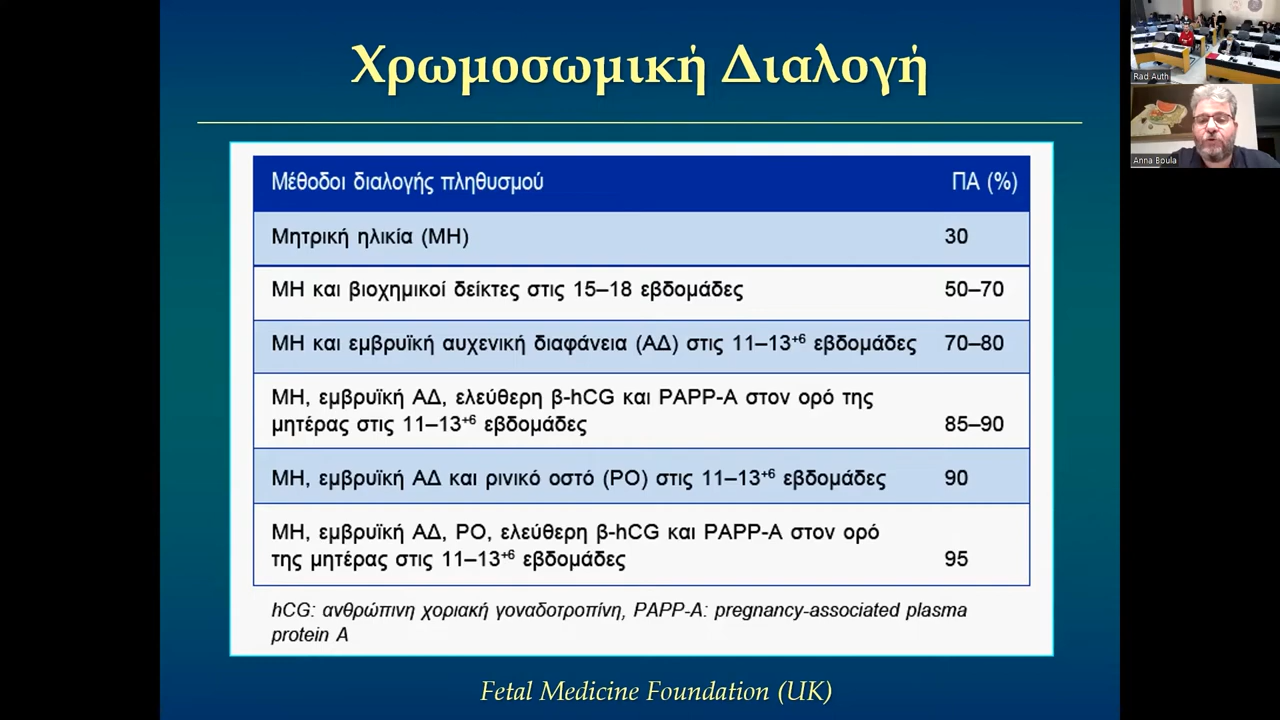 Χρωμοσωμική Διαλογή
Μέθοδοι διαλογής πληθυσμού ΠΑ (%)
Μητρική ηλικία (ΜΗ) 30
ΜΗ και βιοχημικοί δείκτες στις 15–18 εβδομάδες 50–70
ΜΗ και εμβρυϊκή αυχενική διαφάνεια (ΑΔ) στις 11–13+6 εβδομάδες 70–80
ΜΗ, εμβρυϊκή ΑΔ, ελεύθερη β-hCG και PAPP-A στον ορό της
μητέρας στις 11–13+6 εβδομάδες 85–90
ΜΗ, εμβρυϊκή ΑΔ και ρινικό οστό (ΡΟ) στις 11–13+6 εβδομάδες 90
ΜΗ, εμβρυϊκή ΑΔ, ΡΟ, ελεύθερη β-hCG και PAPP-A στον ορό
της μητέρας στις 11–13+6 εβδομάδες 95
hCG: ανθρώπινη χοριακή γοναδοτροπίνη, PAPP-A: pregnancy-associated plasma
protein A
Fetal Medicine Foundation (UK)
Rad Auth
Anna Boula